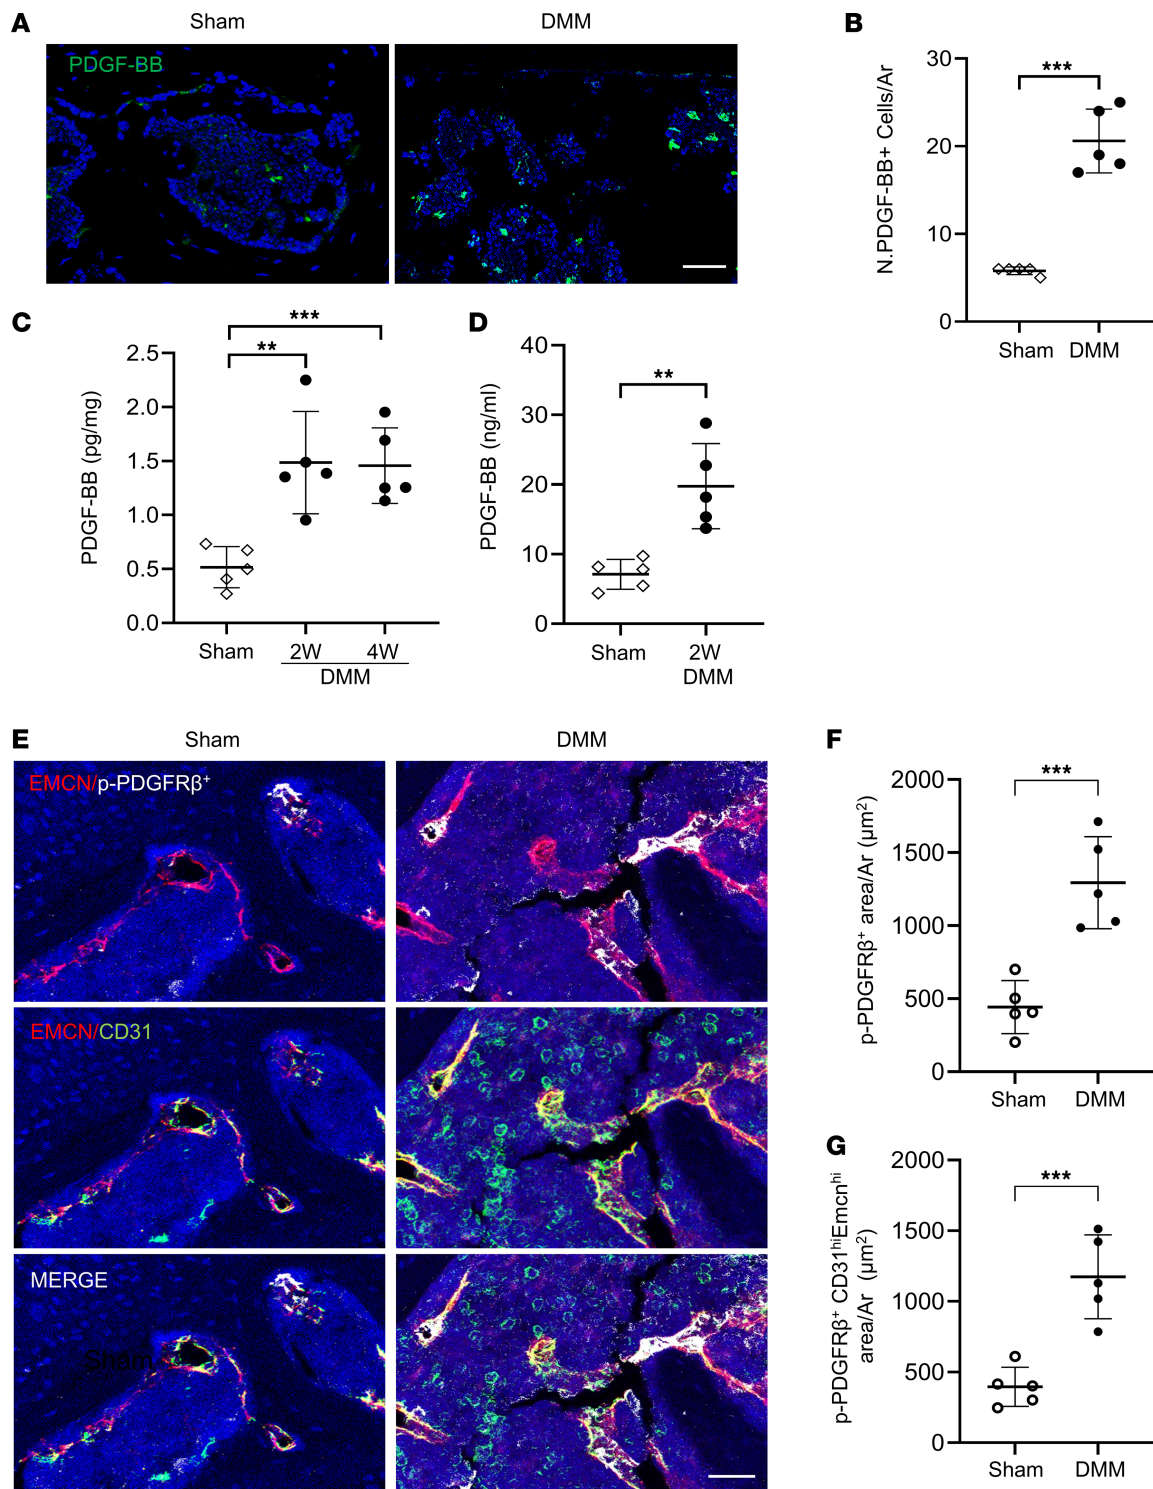 A
Sham
DMM
PDGF-BB
B
N.PDGF-BB+ Cells/Ar
30
20
10
0
***
Sham
DMM
C
PDGF-BB (pg/mg)
2.5
2.0
1.5
1.0
0.5
0.0
***
**
Sham
2W
4W
DMM
D
PDGF-BB (ng/ml)
40
30
20
10
0
**
Sham
2W
DMM
E
Sham
DMM
EMCN/p-PDGFRβ⁺
EMCN/CD31
MERGE
Sham
F
p-PDGFRβ⁺ area/Ar (μm²)
2000
1500
1000
500
0
***
Sham
DMM
G
p-PDGFRβ⁺ CD31ʰⁱEmcnʰⁱ
area/Ar (μm²)
2000
1500
1000
500
0
***
Sham
DMM